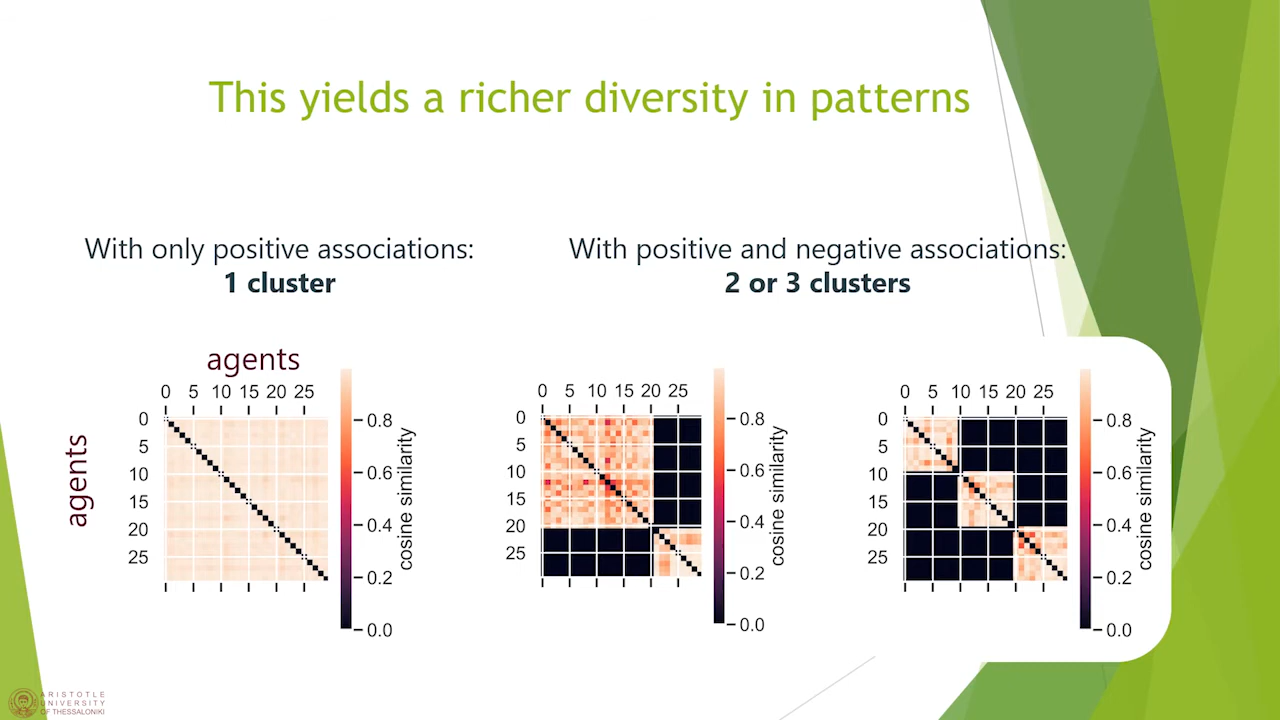 This yields a richer diversity in patterns
With only positive associations:
1 cluster
With positive and negative associations:
2 or 3 clusters
agents
0 5 10 15 20 25
agents
0
5
10
15
20
25
0.8
0.6
0.4
0.2
0.0
cosine similarity
0 5 10 15 20 25
0
5
10
15
20
25
0.8
0.6
0.4
0.2
0.0
cosine similarity
0 5 10 15 20 25
0
5
10
15
20
25
0.8
0.6
0.4
0.2
0.0
cosine similarity
ARISTOTLE
UNIVERSITY
OF THESSALONIKI